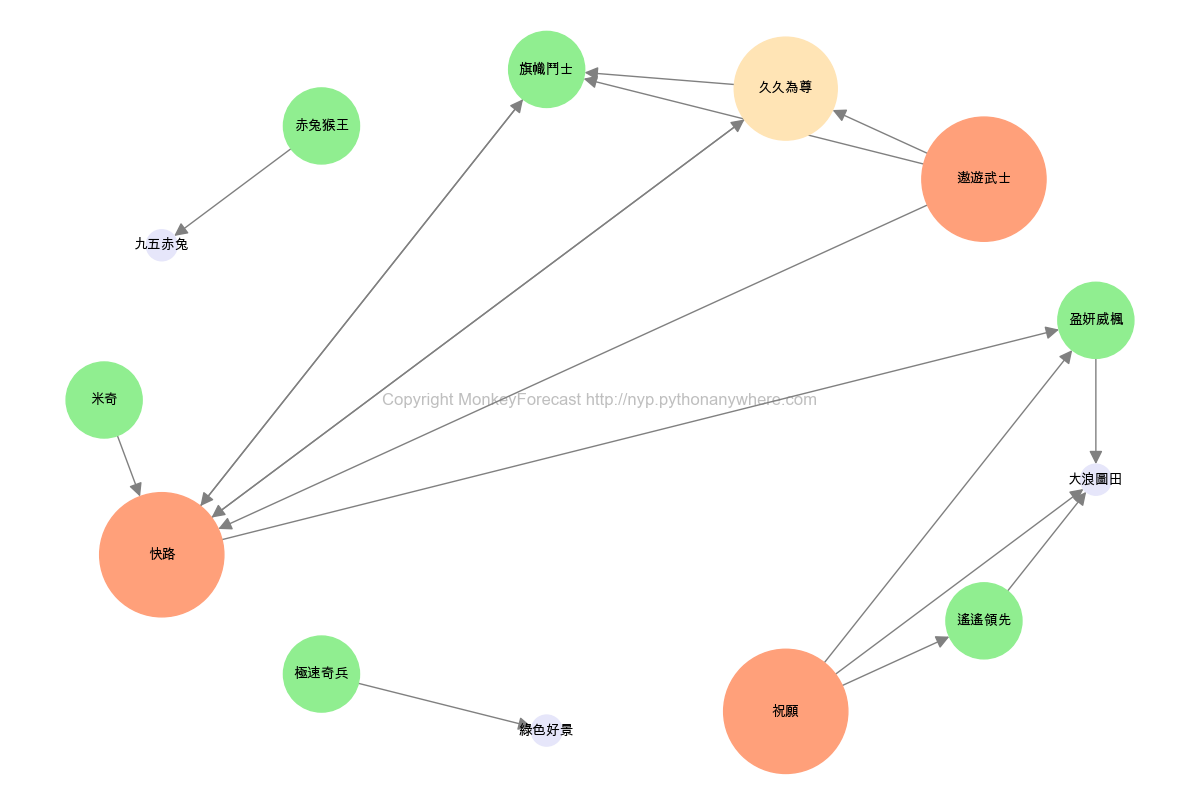 旗幟鬥士
久久為尊
赤兔猴王
遨遊武士
九五赤兔
盈妍威楓
米奇
Copyright MonkeyForecast http://nyp.pythonanywhere.com
大浪圖田
快路
遙遙領先
極速奇兵
祝願
綠色好景